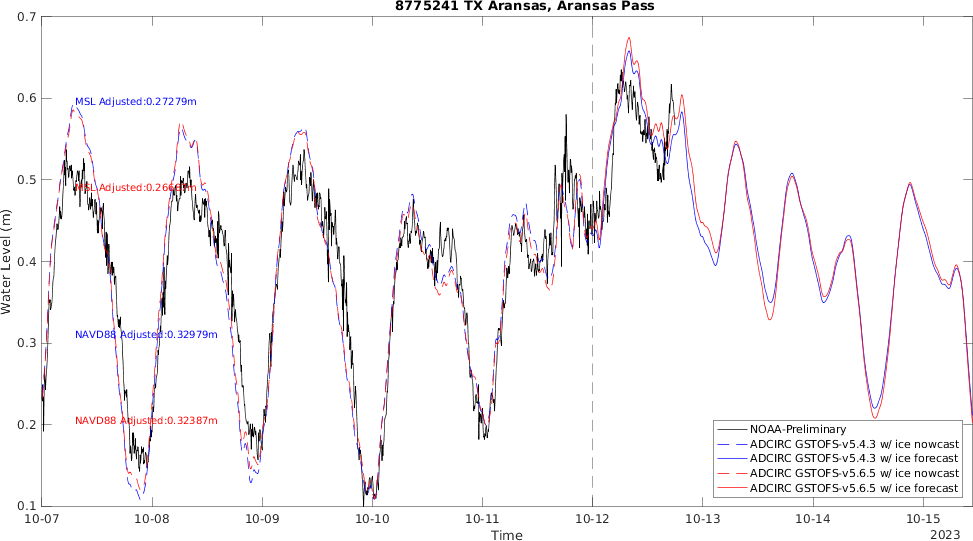 8775241 TX Aransas, Aransas Pass
0.7
0.6
0.5
0.4
0.3
0.2
0.1
Water Level (m)
MSL Adjusted:0.27279m
MSL Adjusted:
NAVD88 Adjusted:0.32979m
NAVD88 Adjusted:0.32387m
NOAA-Preliminary
ADCIRC GSTOFS-v5.4.3 w/ ice nowcast
ADCIRC GSTOFS-v5.4.3 w/ ice forecast
ADCIRC GSTOFS-v5.6.5 w/ ice nowcast
ADCIRC GSTOFS-v5.6.5 w/ ice forecast
10-07 10-08 10-09 10-10 10-11 10-12 10-13 10-14 10-15
Time
2023